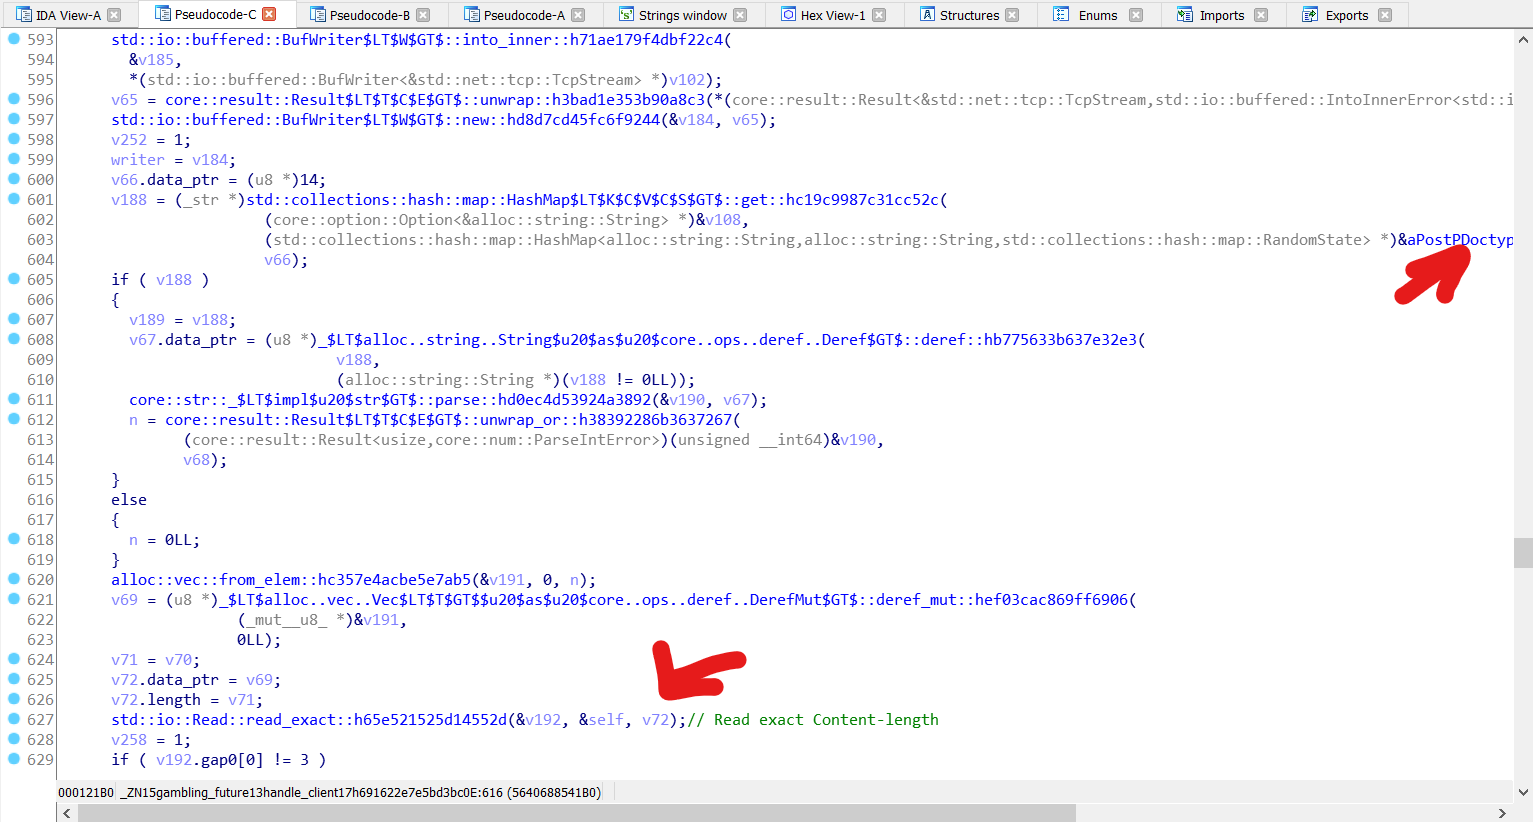 IDA View-A Pseudocode-C Pseudocode-B Pseudocode-A Strings window Hex View-1 Structures Enums Imports Exports
593 std::io::buffered::BufWriter$LT$W$GT$::into_inner::h71ae179f4dbf22c4(
594 &v185,
595 *(std::io::buffered::BufWriter<&std::net::tcp::TcpStream> *)v102);
596 v65 = core::result::Result$LT$T$C$E$GT$::unwrap::h3bad1e353b90a8c3(*(core::result::Result<&std::net::tcp::TcpStream,std::io::buffered::IntoInnerError<std::i
597 std::io::buffered::BufWriter$LT$W$GT$::new::hd8d7cd45fc6f9244(&v184, v65);
598 v252 = 1;
599 writer = v184;
600 v66.data_ptr = (u8 *)14;
601 v188 = (_str *)std::collections::hash::map::HashMap$LT$K$C$V$C$S$GT$::get::hc19c9987c31cc52c(
602 (core::option::Option<&alloc::string::String> *)&v108,
603 (std::collections::hash::map::HashMap<alloc::string::String,alloc::string::String,std::collections::hash::map::RandomState> *)&aPostPDoctyp
604 v66);
605 if ( v188 )
606 {
607 v189 = v188;
608 v67.data_ptr = (u8 *)_$LT$alloc..string..String$u20$as$u20$core..ops..deref..Deref$GT$::deref::hb775633b637e32e3(
609 v188,
610 (alloc::string::String *)(v188 != 0LL));
611 core::str::_$LT$impl$u20$str$GT$::parse::hd0ec4d53924a3892(&v190, v67);
612 n = core::result::Result$LT$T$C$E$GT$::unwrap_or::h38392286b3637267(
613 (core::result::Result<usize,core::num::ParseIntError>)(unsigned __int64)&v190,
614 v68);
615 }
616 else
617 {
618 n = 0LL;
619 }
620 alloc::vec::from_elem::hc357e4acbe5e7ab5(&v191, 0, n);
621 v69 = (u8 *)_$LT$alloc..vec..Vec$LT$T$GT$$u20$as$u20$core..ops..deref..DerefMut$GT$::deref_mut::hef03cac869ff6906(
622 (_mut__u8_ *)&v191,
623 0LL);
624 v71 = v70;
625 v72.data_ptr = v69;
626 v72.length = v71;
627 std::io::Read::read_exact::h65e521525d14552d(&v192, &self, v72);// Read exact Content-length
628 v258 = 1;
629 if ( v192.gap0[0] != 3 )
000121B0 _ZN15gambling_future13handle_client17h691622e7e5bd3bc0E:616 (5640688541B0)